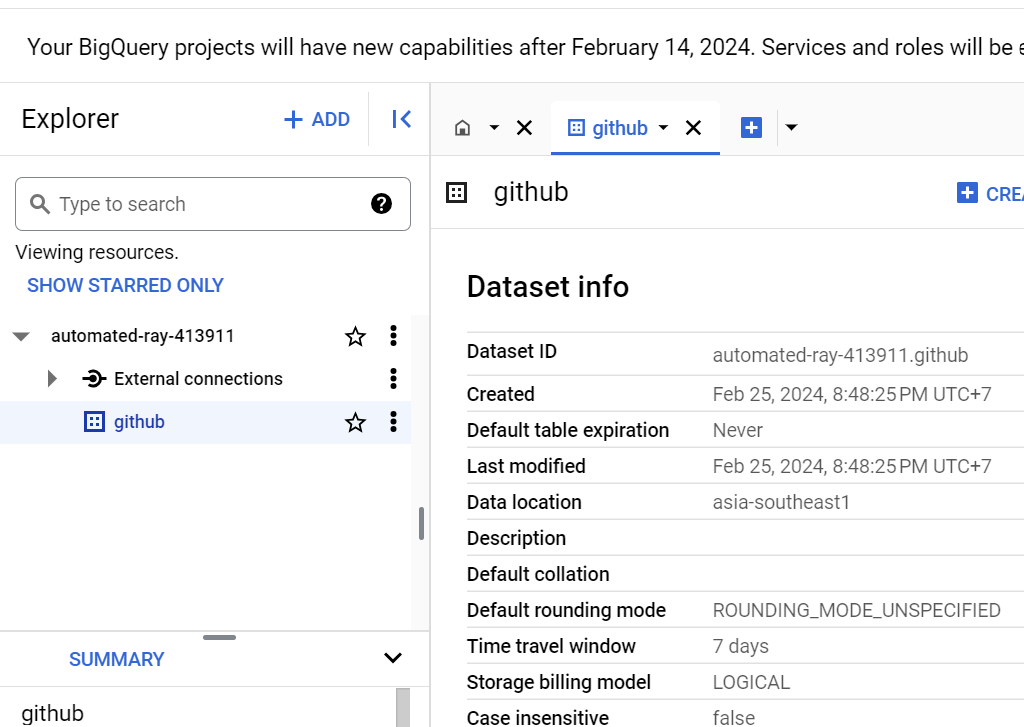 Your BigQuery projects will have new capabilities after February 14, 2024. Services and roles will be
Explorer
ADD
Type to search
Viewing resources.
SHOW STARRED ONLY
automated-ray-413911
External connections
github
SUMMARY
github
github
github
CREA
Dataset info
Dataset ID automated-ray-413911.github
Created Feb 25, 2024, 8:48:25 PM UTC+7
Default table expiration Never
Last modified Feb 25, 2024, 8:48:25 PM UTC+7
Data location asia-southeast1
Description
Default collation
Default rounding mode ROUNDING_MODE_UNSPECIFIED
Time travel window 7 days
Storage billing model LOGICAL
Case insensitive false